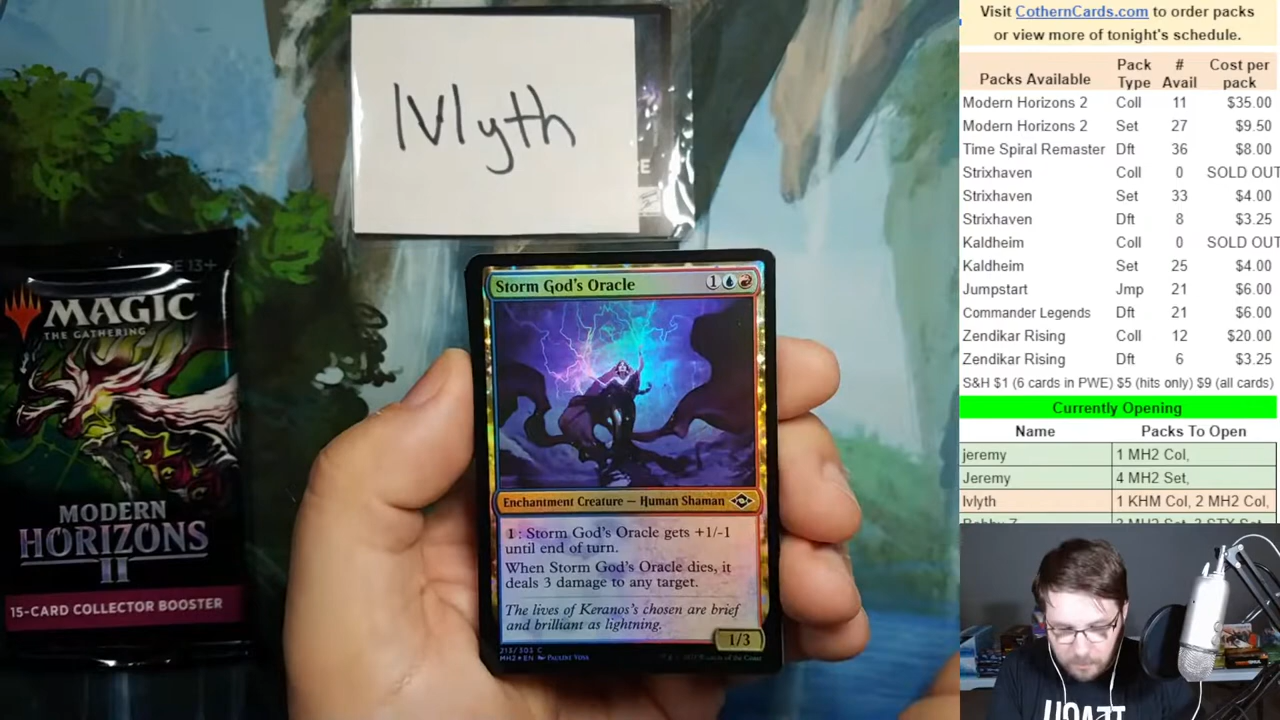 lvlyth
E 13+
MAGIC
THE GATHERING
MODERN
HORIZONS
II
15-CARD COLLECTOR BOOSTER
Storm God's Oracle 1
Enchantment Creature — Human Shaman
1: Storm God's Oracle gets +1/-1
until end of turn.
When Storm God's Oracle dies, it
deals 3 damage to any target.
The lives of Keranos's chosen are brief
and brilliant as lightning.
1/3
213/303 C
MH2 EN
Visit CothernCards.com to order packs
or view more of tonight's schedule.
Packs Available Pack Type # Avail Cost per pack
Modern Horizons 2 Coll 11 $35.00
Modern Horizons 2 Set 27 $9.50
Time Spiral Remaster Dft 36 $8.00
Strixhaven Coll 0 SOLD OUT
Strixhaven Set 33 $4.00
Strixhaven Dft 8 $3.25
Kaldheim Coll 0 SOLD OUT
Kaldheim Set 25 $4.00
Jumpstart Jmp 21 $6.00
Commander Legends Dft 21 $6.00
Zendikar Rising Coll 12 $20.00
Zendikar Rising Dft 6 $3.25
S&H $1 (6 cards in PWE) $5 (hits only) $9 (all cards)
Currently Opening
Name Packs To Open
jeremy 1 MH2 Col,
Jeremy 4 MH2 Set,
lvlyth 1 KHM Col, 2 MH2 Col,